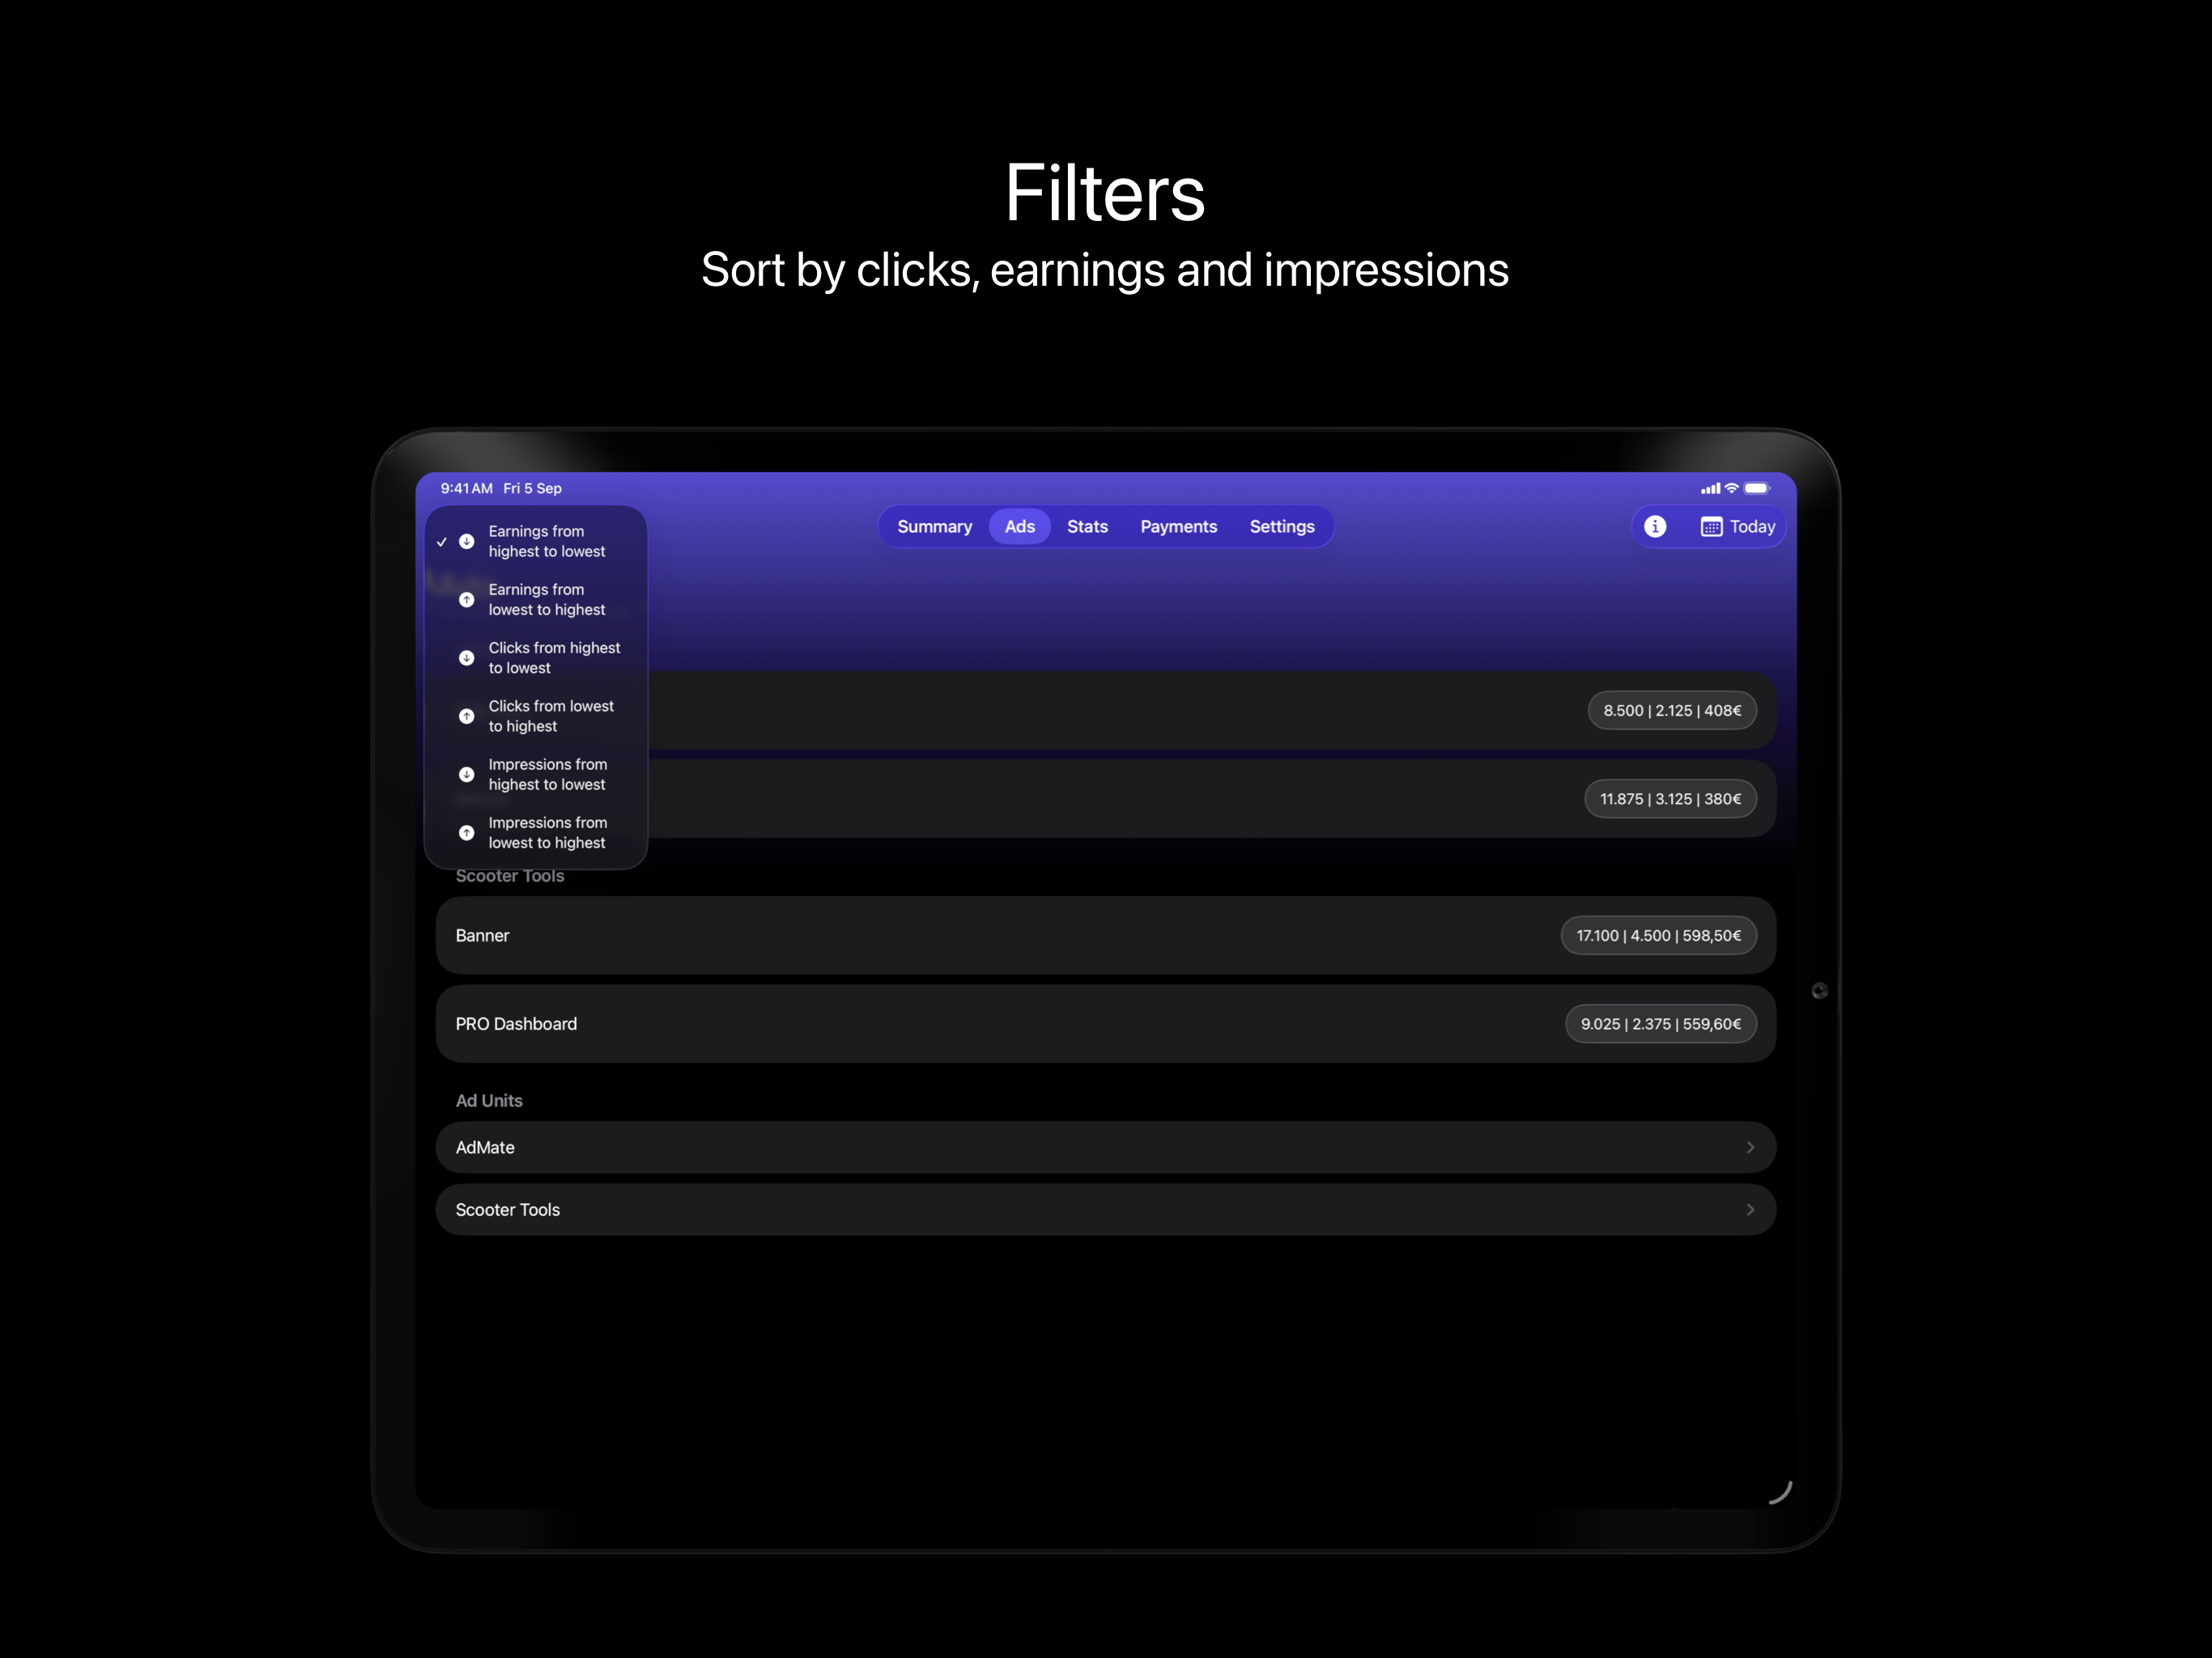 Filters
Sort by clicks, earnings and impressions
9:41 AM Fri 5 Sep
Summary Ads Stats Payments Settings
Today
Earnings from
highest to lowest
Earnings from
lowest to highest
Clicks from highest
to lowest
Clicks from lowest
to highest
Impressions from
highest to lowest
Impressions from
lowest to highest
8.500 | 2.125 | 408€
11.875 | 3.125 | 380€
Scooter Tools
Banner
17.100 | 4.500 | 598,50€
PRO Dashboard
9.025 | 2.375 | 559,60€
Ad Units
AdMate
Scooter Tools